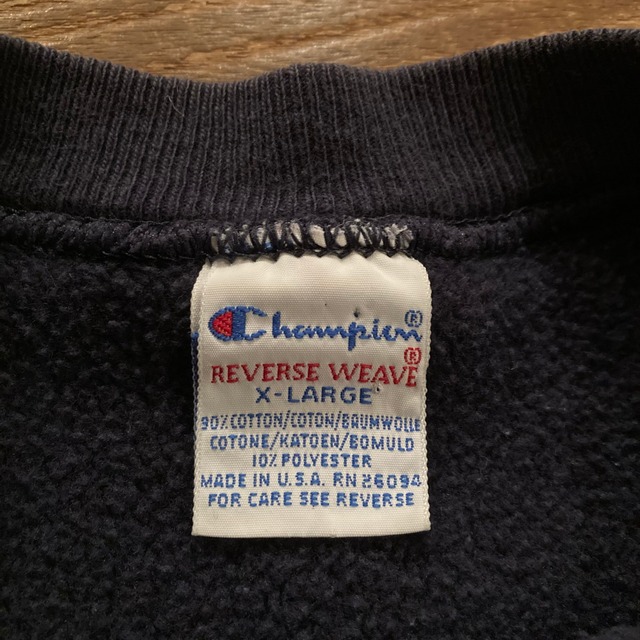 Champion®
®
REVERSE WEAVE
X-LARGE
90% COTTON/COTON/BAUMWOLLE
COTONE/KATOEN/BOMULD
10% POLYESTER
MADE IN U.S.A. RN 26094
FOR CARE SEE REVERSE